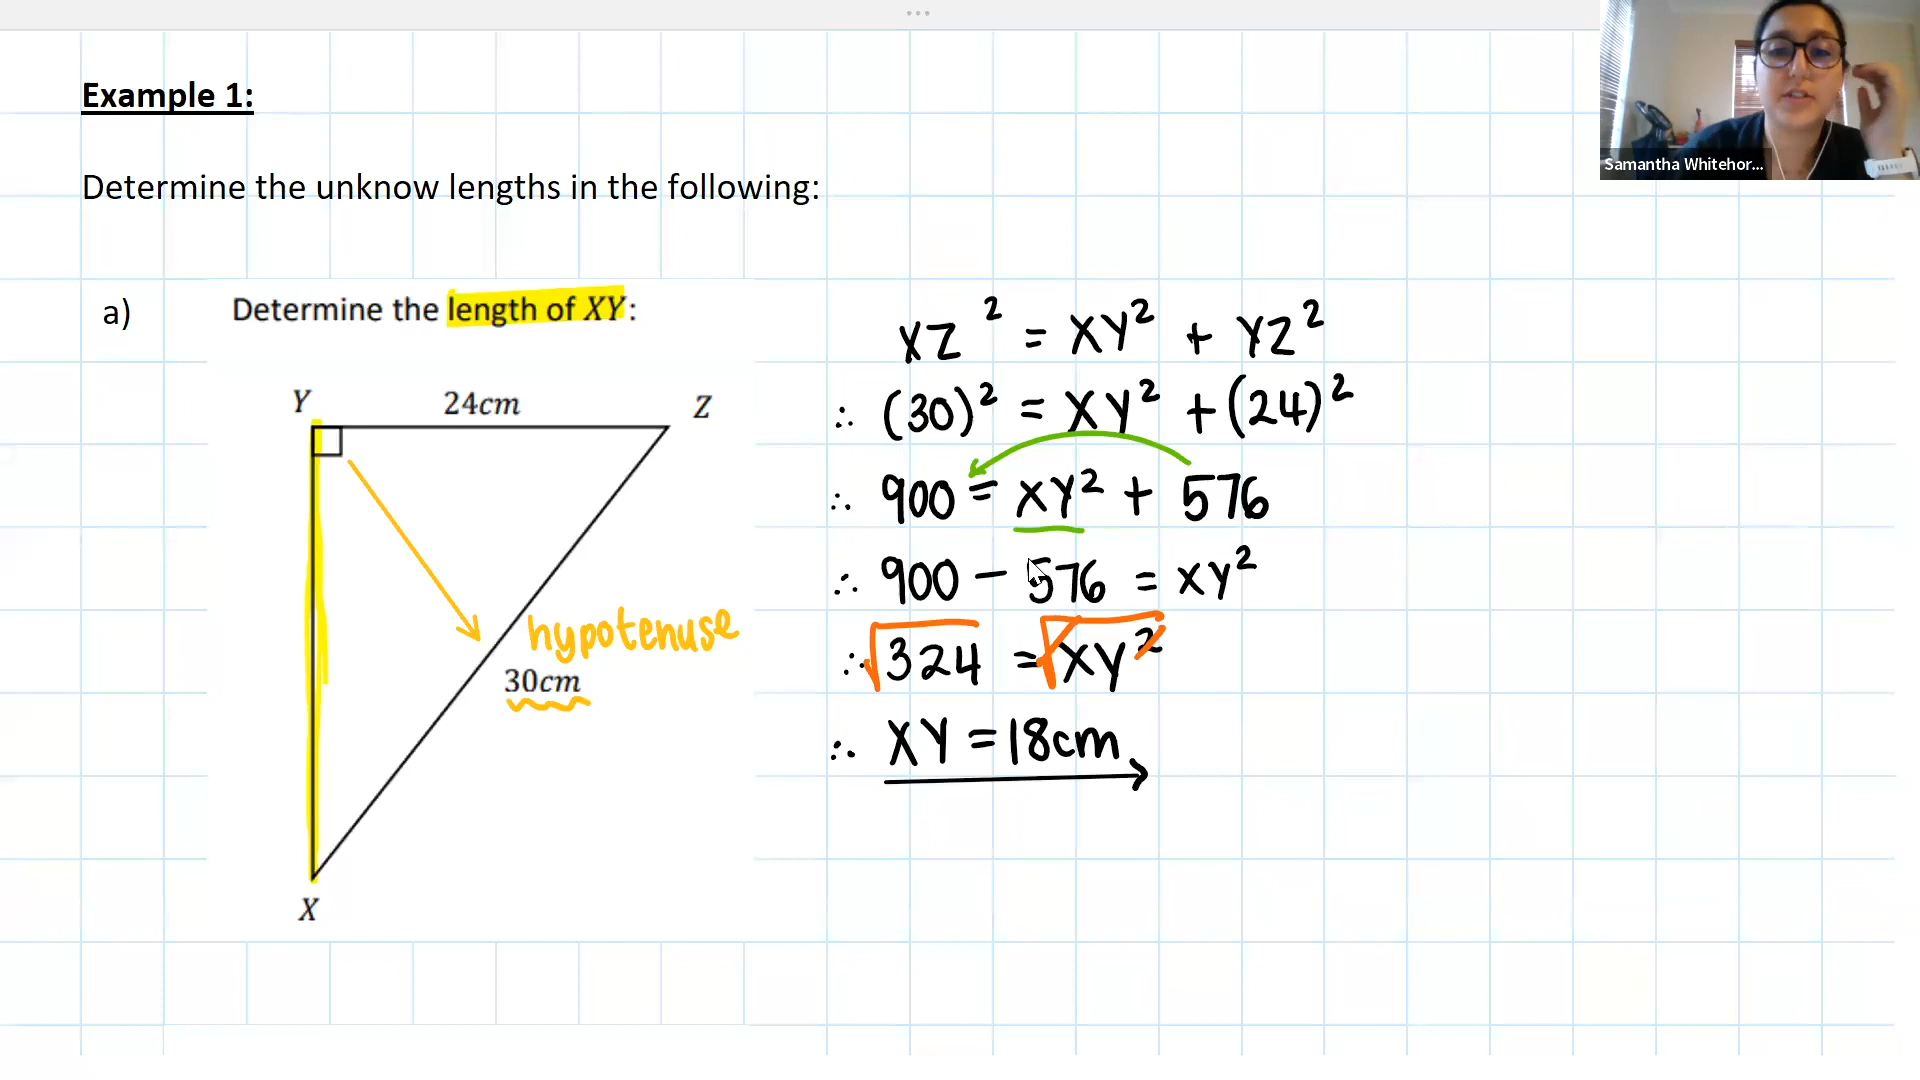 Example 1:
Samantha Whitehor...
Determine the unknow lengths in the following:
a) Determine the length of XY:
Y 24cm Z
hypotenuse
30cm
X
XZ² = XY² + YZ²
∴ (30)² = XY² + (24)²
∴ 900 = XY² + 576
∴ 900 − 576 = XY²
∴ √324 = √XY²
∴ XY = 18cm